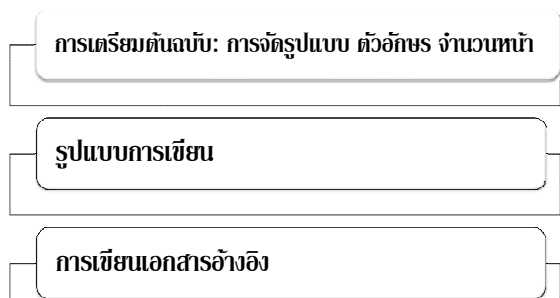 การเตรียมต้นฉบับ: การจัดรูปแบบ ตัวอักษร จำนวนหน้า
รูปแบบการเขียน
การเขียนเอกสารอ้างอิง